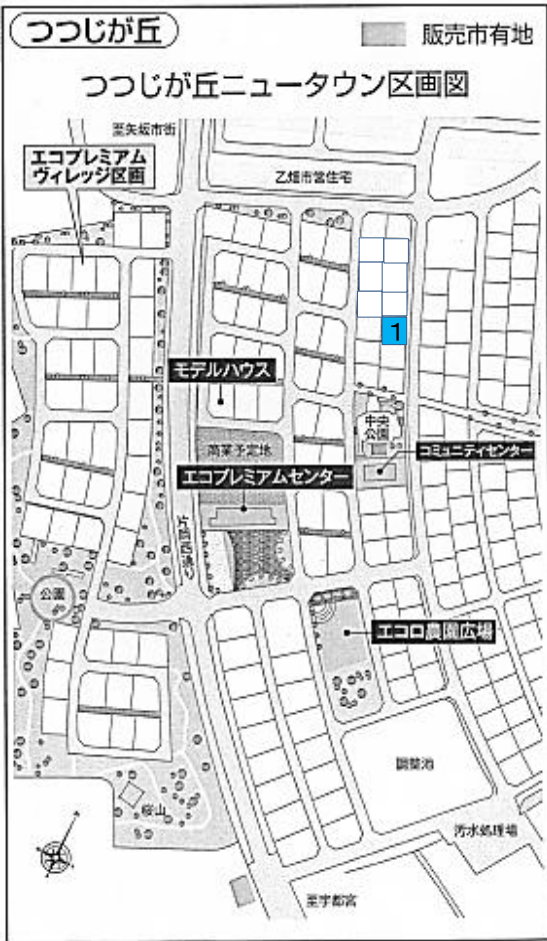 つつじが丘
販売市有地
つつじが丘ニュータウン区画図
至矢坂市街
エコプレミアム
ヴィレッジ区画
乙畑市営住宅
1
モデルハウス
中央
公園
商業予定地
コミュニティセンター
エコプレミアムセンター
片岡西通り
公園
エコロ農園広場
調整池
桜山
汚水処理場
至宇都宮